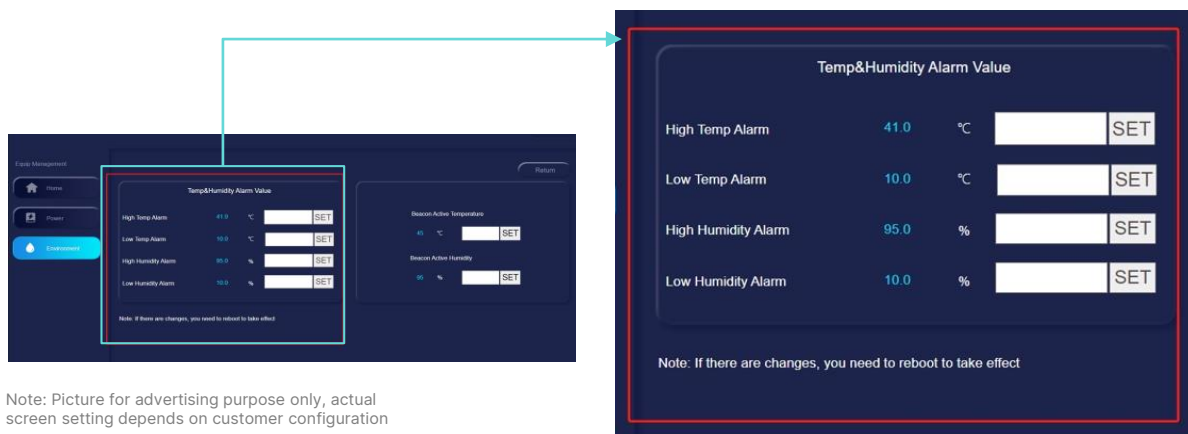 Equip Management
Home
Power
Environment
Return
Temp&Humidity Alarm Value
High Temp Alarm 41.0 ℃ SET
Low Temp Alarm 10.0 ℃ SET
High Humidity Alarm 95.0 % SET
Low Humidity Alarm 10.0 % SET
Note: If there are changes, you need to reboot to take effect
Beacon Active Temperature
45 ℃ SET
Beacon Active Humidity
95 % SET
Temp&Humidity Alarm Value
High Temp Alarm 41.0 ℃ SET
Low Temp Alarm 10.0 ℃ SET
High Humidity Alarm 95.0 % SET
Low Humidity Alarm 10.0 % SET
Note: If there are changes, you need to reboot to take effect
Note: Picture for advertising purpose only, actual
screen setting depends on customer configuration